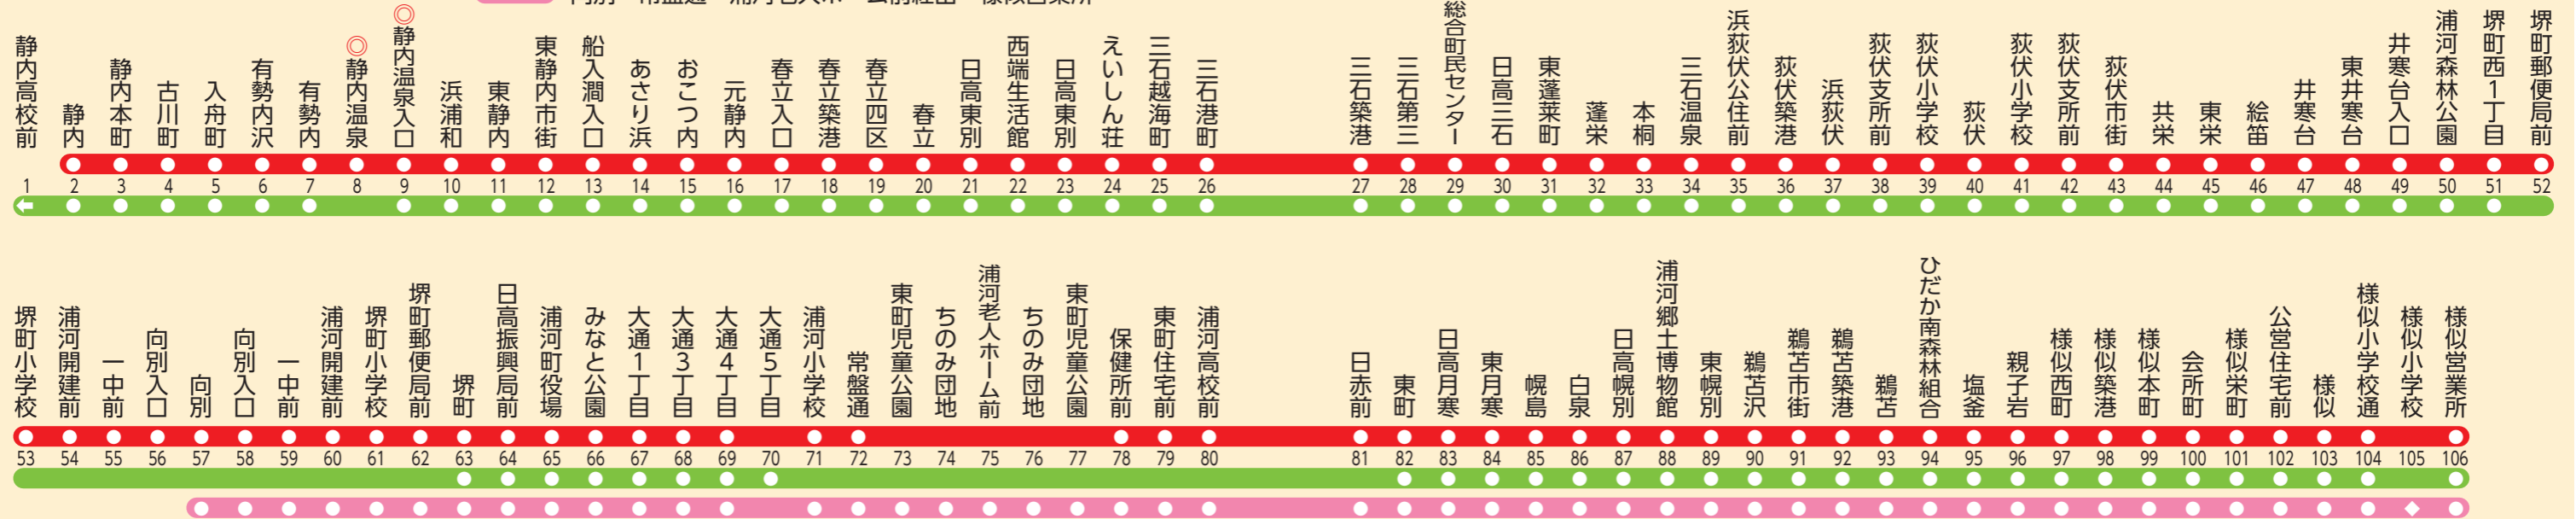 ◎静内温泉
◎静内温泉入口
静内高校前
静内
静内本町
古川町
入舟町
有勢内沢
有勢内
浜浦和
東静内
東静内市街
船入澗入口
あさり浜
おこつ内
元静内
春立入口
春立築港
春立四区
春立
日高東別
西端生活館
日高東別
えいしん荘
三石越海町
三石港町
三石築港
三石第三
総合町民センター
日高三石
東蓬莱町
蓬栄
本桐
三石温泉
浜荻伏公住前
荻伏築港
浜荻伏
荻伏支所前
荻伏小学校
荻伏
荻伏小学校
荻伏支所前
荻伏市街
共栄
東栄
絵笛
井寒台
東井寒台
井寒台入口
浦河森林公園
堺町西1丁目
堺町郵便局前
1 2 3 4 5 6 7 8 9 10 11 12 13 14 15 16 17 18 19 20 21 22 23 24 25 26 27 28 29 30 31 32 33 34 35 36 37 38 39 40 41 42 43 44 45 46 47 48 49 50 51 52
堺町小学校
浦河開建前
一中前
向別入口
向別
向別入口
一中前
浦河開建前
堺町小学校
堺町郵便局前
堺町
日高振興局前
浦河町役場
みなと公園
大通1丁目
大通3丁目
大通4丁目
大通5丁目
浦河小学校
常盤通
東町児童公園
ちのみ団地
浦河老人ホーム前
ちのみ団地
東町児童公園
保健所前
東町住宅前
浦河高校前
日赤前
東町
日高月寒
東月寒
幌島
白泉
日高幌別
浦河郷土博物館
東幌別
鵜苫沢
鵜苫市街
鵜苫築港
鵜苫
ひだか南森林組合
塩釜
親子岩
様似西町
様似築港
様似本町
会所町
様似栄町
公営住宅前
様似
様似小学校通
様似小学校
様似営業所
53 54 55 56 57 58 59 60 61 62 63 64 65 66 67 68 69 70 71 72 73 74 75 76 77 78 79 80 81 82 83 84 85 86 87 88 89 90 91 92 93 94 95 96 97 98 99 100 101 102 103 104 105 106